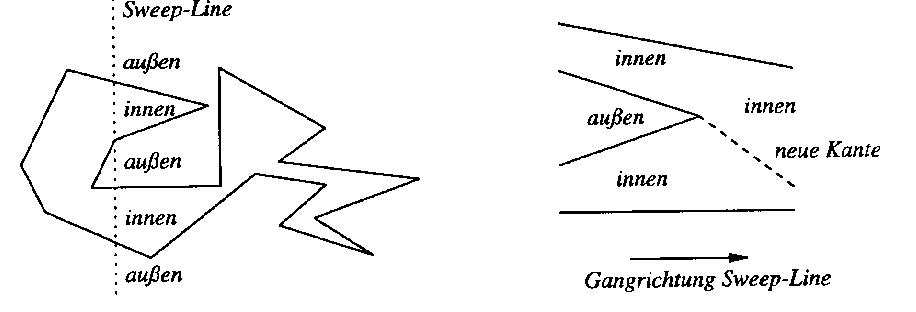 Sweep-Line
außen
innen
außen
innen
außen
innen
innen
außen
neue Kante
innen
Gangrichtung Sweep-Line